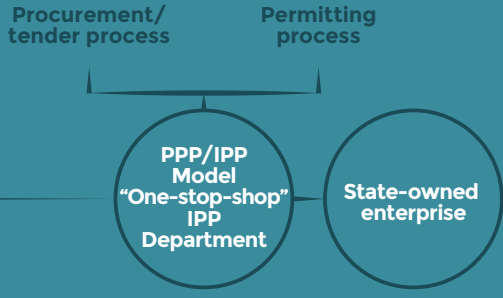 Procurement/
tender process
Permitting
process
PPP/IPP
Model
“One-stop-shop”
IPP
Department
State-owned
enterprise